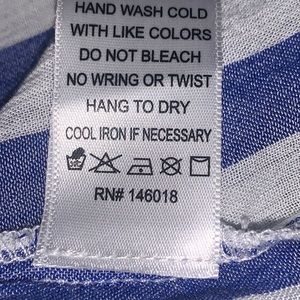 HAND WASH COLD
WITH LIKE COLORS
DO NOT BLEACH
NO WRING OR TWIST
HANG TO DRY
COOL IRON IF NECESSARY
RN# 146018